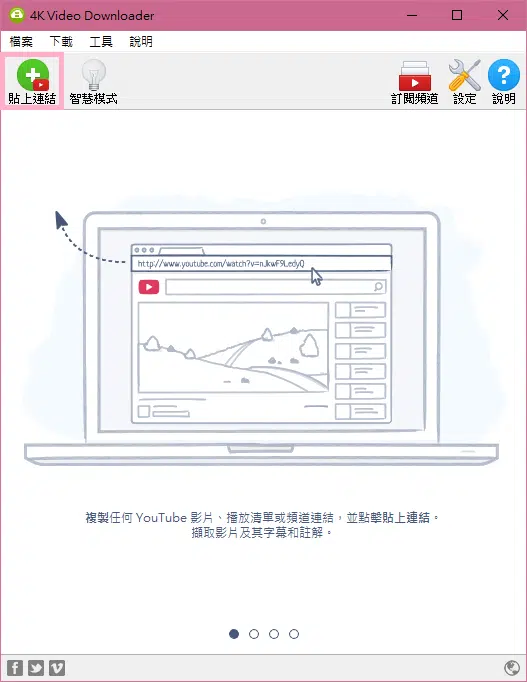 4K Video Downloader
檔案 下載 工具 說明
貼上連結 智慧模式 訂閱頻道 設定 說明
http://www.youtube.com/watch?v=nJkwF9LedyQ
複製任何 YouTube 影片、播放清單或頻道連結，並點擊貼上連結。
擷取影片及其字幕和註解。